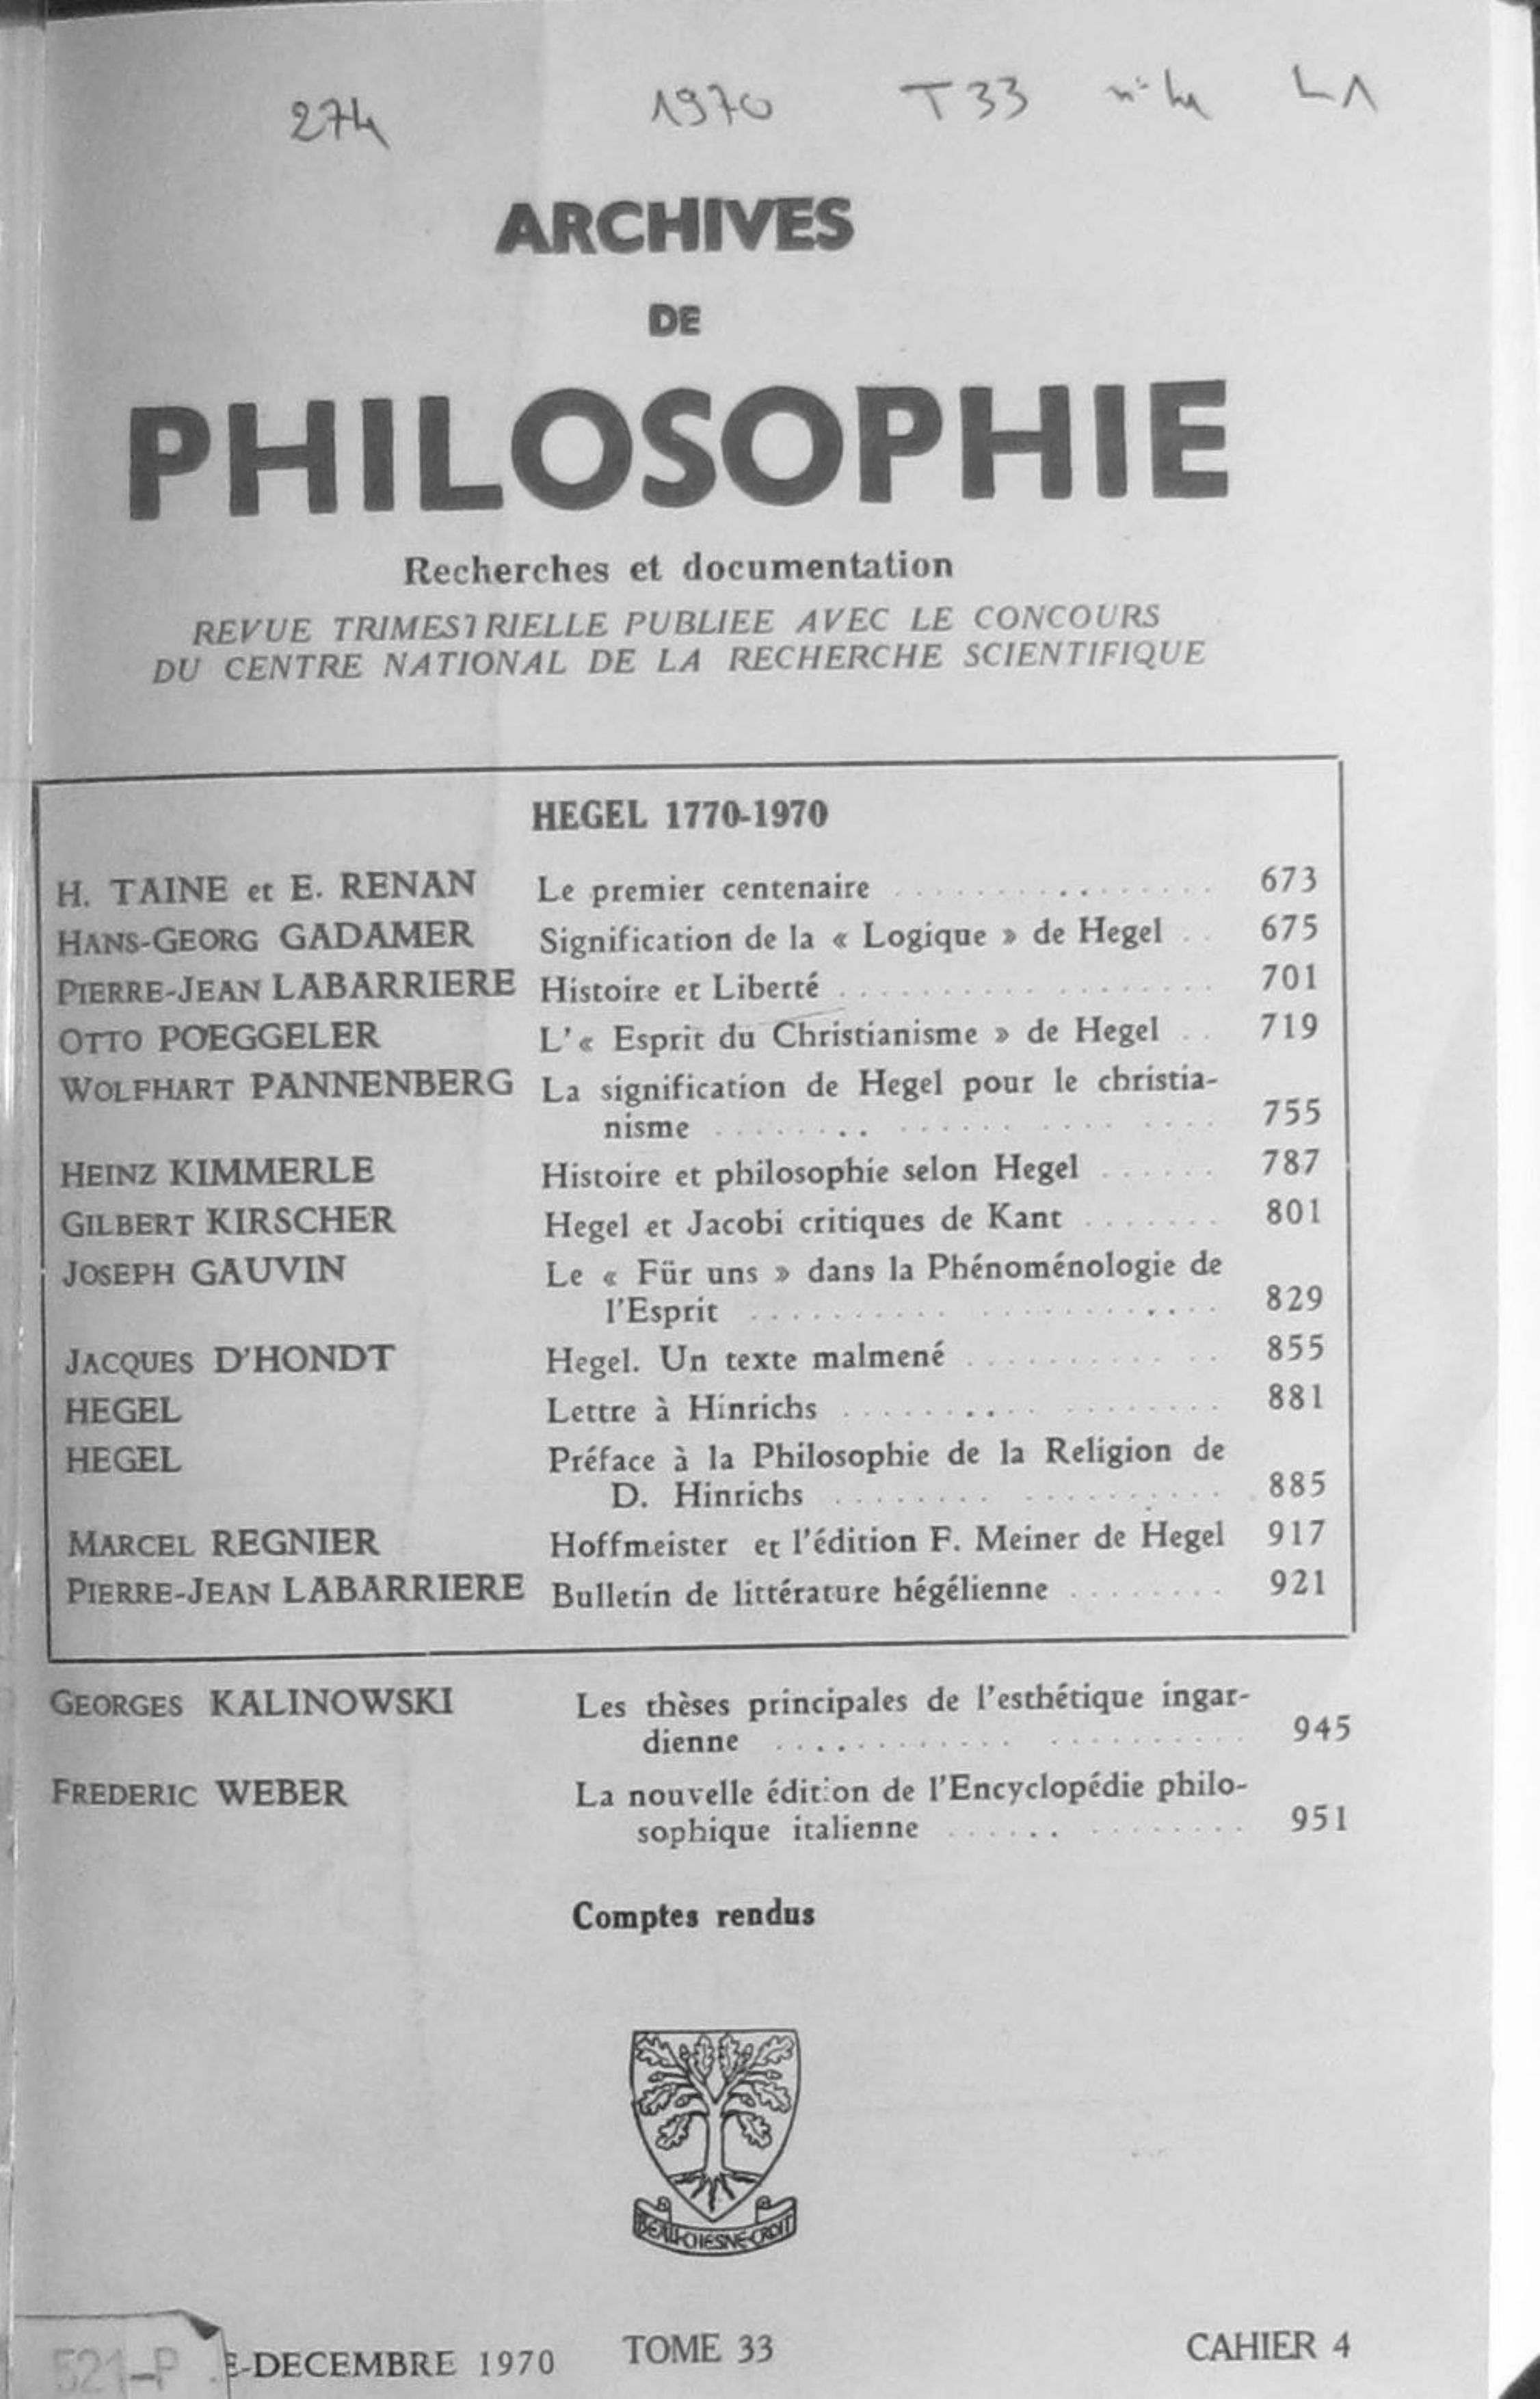 274 1970 T33 n° 4 L1
ARCHIVES
DE
PHILOSOPHIE
Recherches et documentation
REVUE TRIMESTRIELLE PUBLIEE AVEC LE CONCOURS
DU CENTRE NATIONAL DE LA RECHERCHE SCIENTIFIQUE
HEGEL 1770-1970
H. TAINE et E. RENAN Le premier centenaire 673
HANS-GEORG GADAMER Signification de la « Logique » de Hegel 675
PIERRE-JEAN LABARRIERE Histoire et Liberté 701
OTTO POEGGELER L'« Esprit du Christianisme » de Hegel 719
WOLFHART PANNENBERG La signification de Hegel pour le christia-
nisme 755
HEINZ KIMMERLE Histoire et philosophie selon Hegel 787
GILBERT KIRSCHER Hegel et Jacobi critiques de Kant 801
JOSEPH GAUVIN Le « Für uns » dans la Phénoménologie de
l'Esprit 829
JACQUES D'HONDT Hegel. Un texte malmené 855
HEGEL Lettre à Hinrichs 881
HEGEL Préface à la Philosophie de la Religion de
D. Hinrichs 885
MARCEL REGNIER Hoffmeister et l'édition F. Meiner de Hegel 917
PIERRE-JEAN LABARRIERE Bulletin de littérature hégélienne 921
GEORGES KALINOWSKI Les thèses principales de l'esthétique ingar-
dienne 945
FREDERIC WEBER La nouvelle édition de l'Encyclopédie philo-
sophique italienne 951
Comptes rendus
BEAUCHESNE CROIT
521-P E-DECEMBRE 1970 TOME 33 CAHIER 4